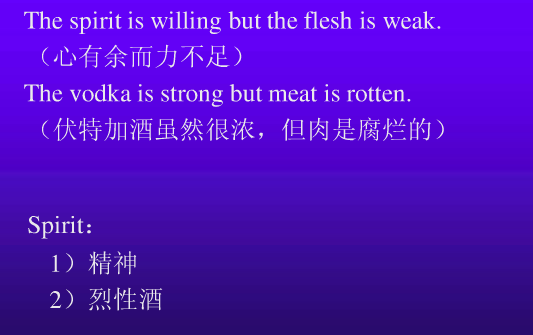 The spirit is willing but the flesh is weak.
（心有余而力不足）
The vodka is strong but meat is rotten.
（伏特加酒虽然很浓，但肉是腐烂的）
Spirit：
1）精神
2）烈性酒